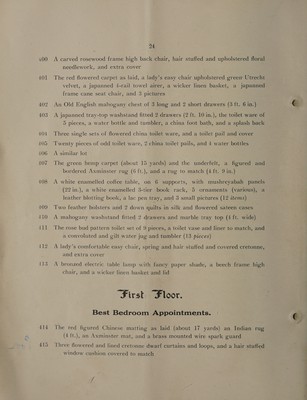 24
400 A carved rosewood frame high back chair, hair stuffed and upholstered floral
needlework, and extra cover
401 The red flowered carpet as laid, a lady's easy chair upholstered green Utrecht
velvet, a japanned 4-rail towel airer, a wicker linen basket, a japanned
frame cane seat chair, and 2 pictures
402 An Old English mahogany chest of 3 long and 2 short drawers (3 ft. 6 in.)
403 A japanned tray-top washstand fitted 3 drawers (2 ft. 10 in.), the toilet ware of
5 pieces, a water bottle and tumbler, a china foot bath, and a splash back
404 Three single sets of flowered china toilet ware, and a toilet pail and cover
405 Twenty pieces of odd toilet ware, 2 china toilet pails, and 4 water bottles
406 A similar lot
407 The green hemp carpet (about 15 yards) and the underfelt, a figured and
bordered Axminster rug (6 ft.), and a rug to match (4 ft. 9 in.)
408 A white enamelled coffee table, on 6 supports, with mushreyahah panels
(22 in.), a white enamelled 3-tier book rack, 5 ornaments (various), a
leather blotting book, a lac pen tray, and 3 small pictures (12 items)
409 Two feather bolsters and 2 down quilts in silk and flowered sateen cases
410 A mahogany washstand fitted 2 drawers and marble tray top (4 ft. wide)
411 The rose bud pattern toilet set of 9 pieces, a toilet vase and liner to match, and
a convoluted and gilt water jug and tumbler (13 pieces)
112 A lady's comfortable easy chair, spring and hair stuffed and covered cretonne,
and extra cover
413 A bronzed electric table lamp with fancy paper shade, a beech frame high
chair, and a wicker linen basket and lid
First Floor.
Best Bedroom Appointments.
414 The red figured Chinese matting as laid (about 17 yards) an Indian rug
(4 ft.), an Axminster mat, and a brass mounted wire spark guard
415 Three flowered and lined cretonne dwarf curtains and loops, and a hair stuffed
window cushion covered to match